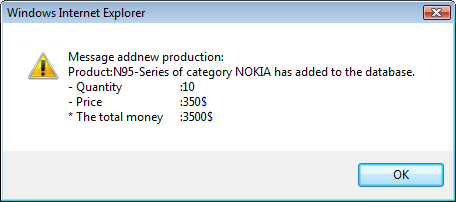 Windows Internet Explorer
Message addnew production:
Product:N95-Series of category NOKIA has added to the database.
- Quantity :10
- Price :350$
* The total money :3500$
OK